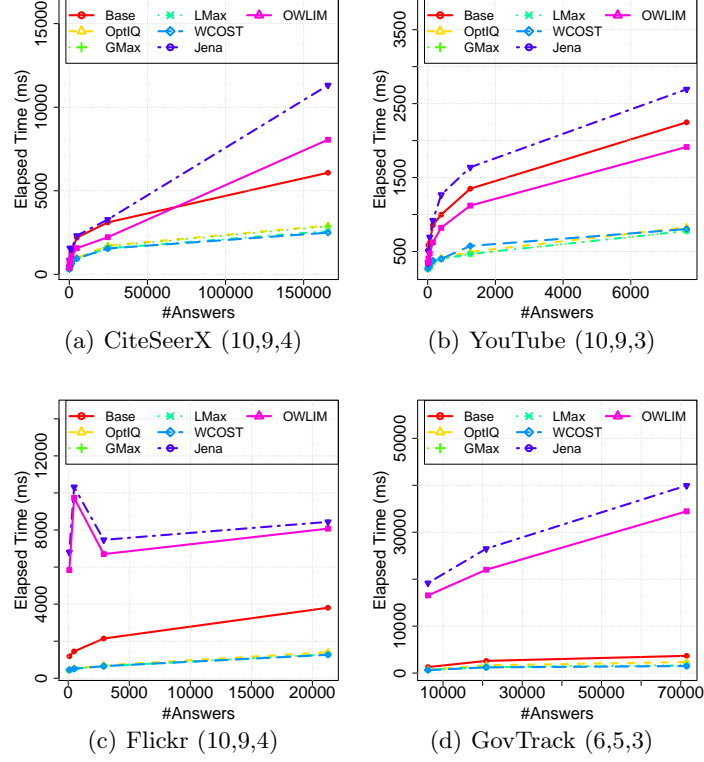 Base
OptIQ
GMax
LMax
WCOST
Jena
OWLIM
Elapsed Time (ms)
0
5000
10000
15000
0 50000 100000 150000
#Answers
(a) CiteSeerX (10,9,4)
Base
OptIQ
GMax
LMax
WCOST
Jena
OWLIM
Elapsed Time (ms)
500
1500
2500
3500
0 2000 4000 6000
#Answers
(b) YouTube (10,9,3)
Base
OptIQ
GMax
LMax
WCOST
Jena
OWLIM
Elapsed Time (ms)
0
4000
8000
12000
0 5000 10000 15000 20000
#Answers
(c) Flickr (10,9,4)
Base
OptIQ
GMax
LMax
WCOST
Jena
OWLIM
Elapsed Time (ms)
0
10000
30000
50000
10000 30000 50000 70000
#Answers
(d) GovTrack (6,5,3)